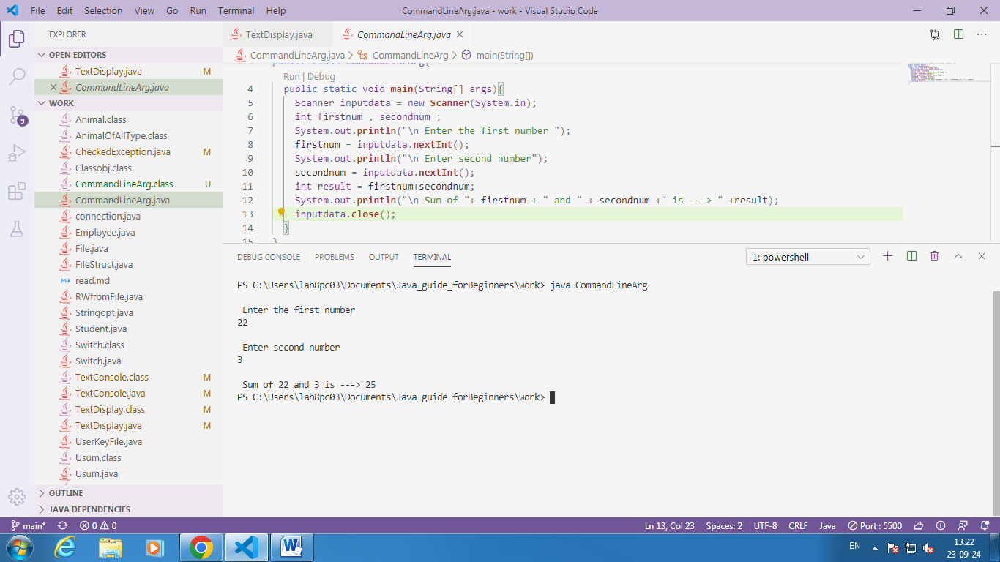 File Edit Selection View Go Run Terminal Help CommandLineArg.java - work - Visual Studio Code
EXPLORER
OPEN EDITORS
TextDisplay.java M
CommandLineArg.java
WORK
Animal.class
AnimalOfAllType.class
CheckedException.java M
Classobj.class
CommandLineArg.class U
CommandLineArg.java
connection.java
Employee.java
File.java
FileStruct.java
read.md
RWfromFile.java
Stringopt.java
Student.java
Switch.class
Switch.java
TextConsole.class M
TextConsole.java M
TextDisplay.class M
TextDisplay.java M
UserKeyFile.java
Usum.class
Usum.java
OUTLINE
JAVA DEPENDENCIES
9
TextDisplay.java CommandLineArg.java
CommandLineArg.java > CommandLineArg > main(String[])
3 public class CommandLineArg{
Run | Debug
4 public static void main(String[] args){
5 Scanner inputdata = new Scanner(System.in);
6 int firstnum , secondnum ;
7 System.out.println("\n Enter the first number ");
8 firstnum = inputdata.nextInt();
9 System.out.println("\n Enter second number");
10 secondnum = inputdata.nextInt();
11 int result = firstnum+secondnum;
12 System.out.println("\n Sum of "+ firstnum + " and " + secondnum +" is ---> " +result);
13 inputdata.close();
14 }
15 }
DEBUG CONSOLE PROBLEMS OUTPUT TERMINAL 1: powershell
PS C:\Users\lab8pc03\Documents\Java_guide_forBeginners\work> java CommandLineArg
Enter the first number
22
Enter second number
3
Sum of 22 and 3 is ---> 25
PS C:\Users\lab8pc03\Documents\Java_guide_forBeginners\work>
main* 0 0 Ln 13, Col 23 Spaces: 2 UTF-8 CRLF Java Port : 5500
EN 13.22
23-09-24